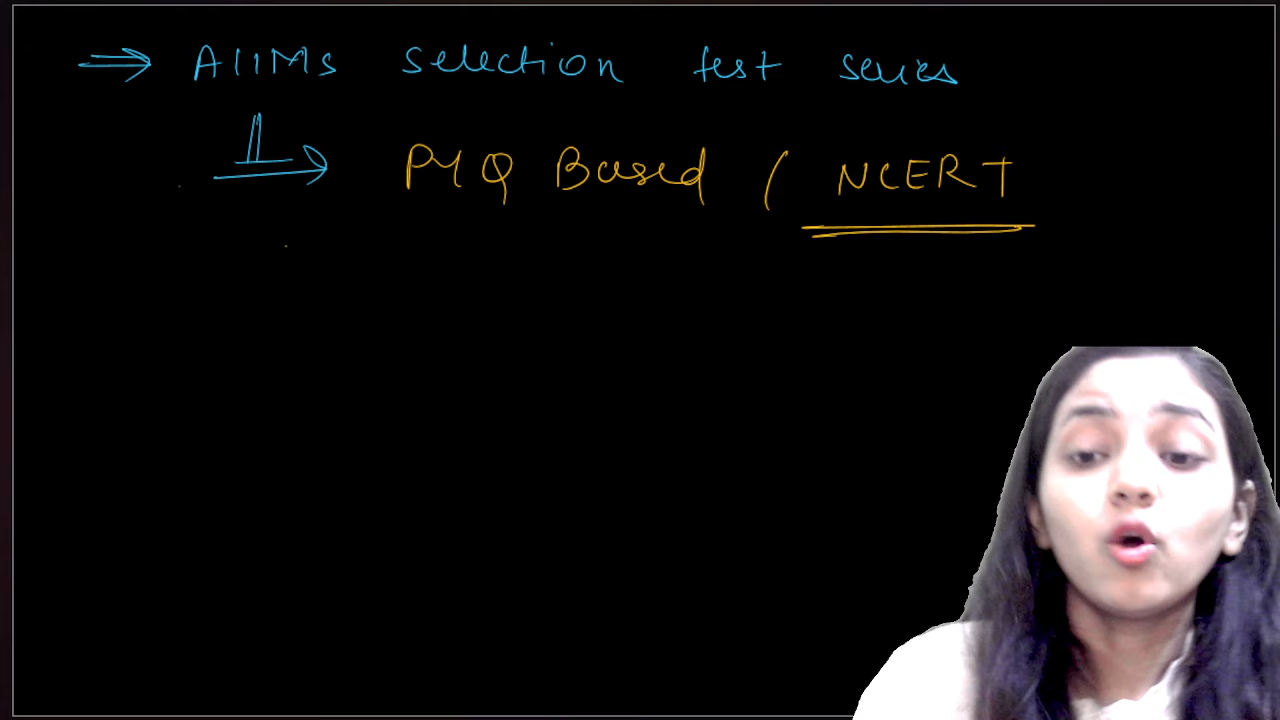 ⇒ AIIMS selection test series
⇒ PYQ Based / NCERT